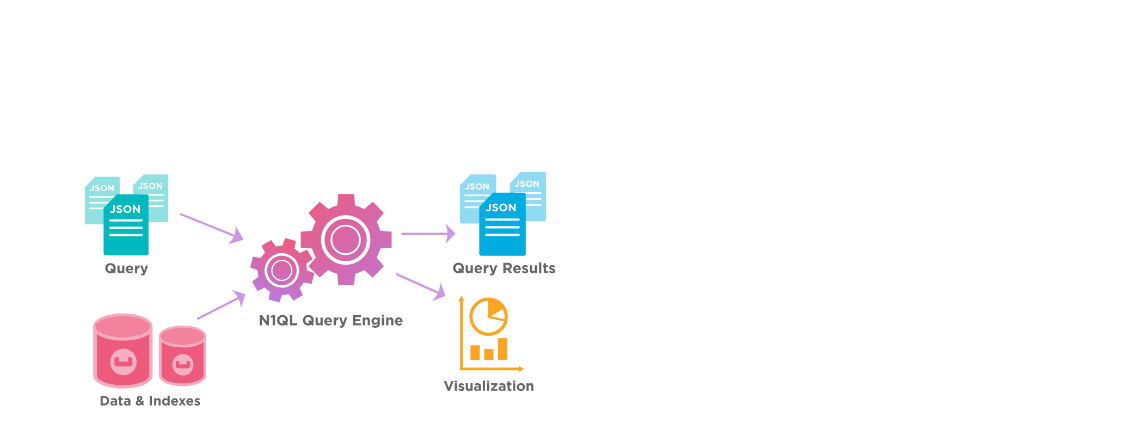 JSON
JSON
JSON
Query
Data & Indexes
N1QL Query Engine
JSON
JSON
JSON
Query Results
Visualization